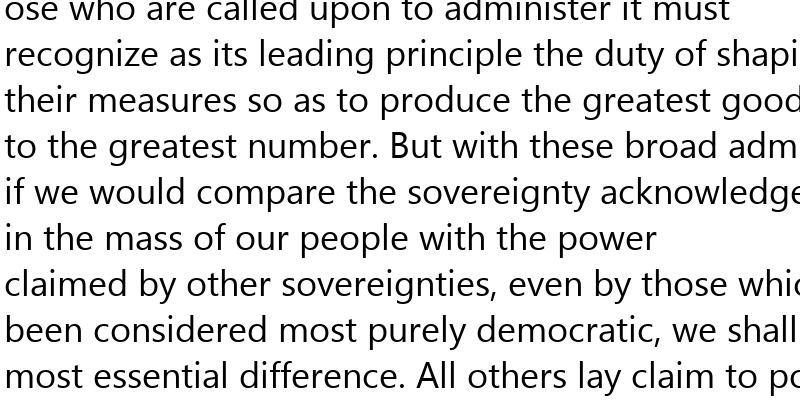 ose who are called upon to administer it must
recognize as its leading principle the duty of shapi
their measures so as to produce the greatest good
to the greatest number. But with these broad adm
if we would compare the sovereignty acknowledge
in the mass of our people with the power
claimed by other sovereignties, even by those whic
been considered most purely democratic, we shall
most essential difference. All others lay claim to po